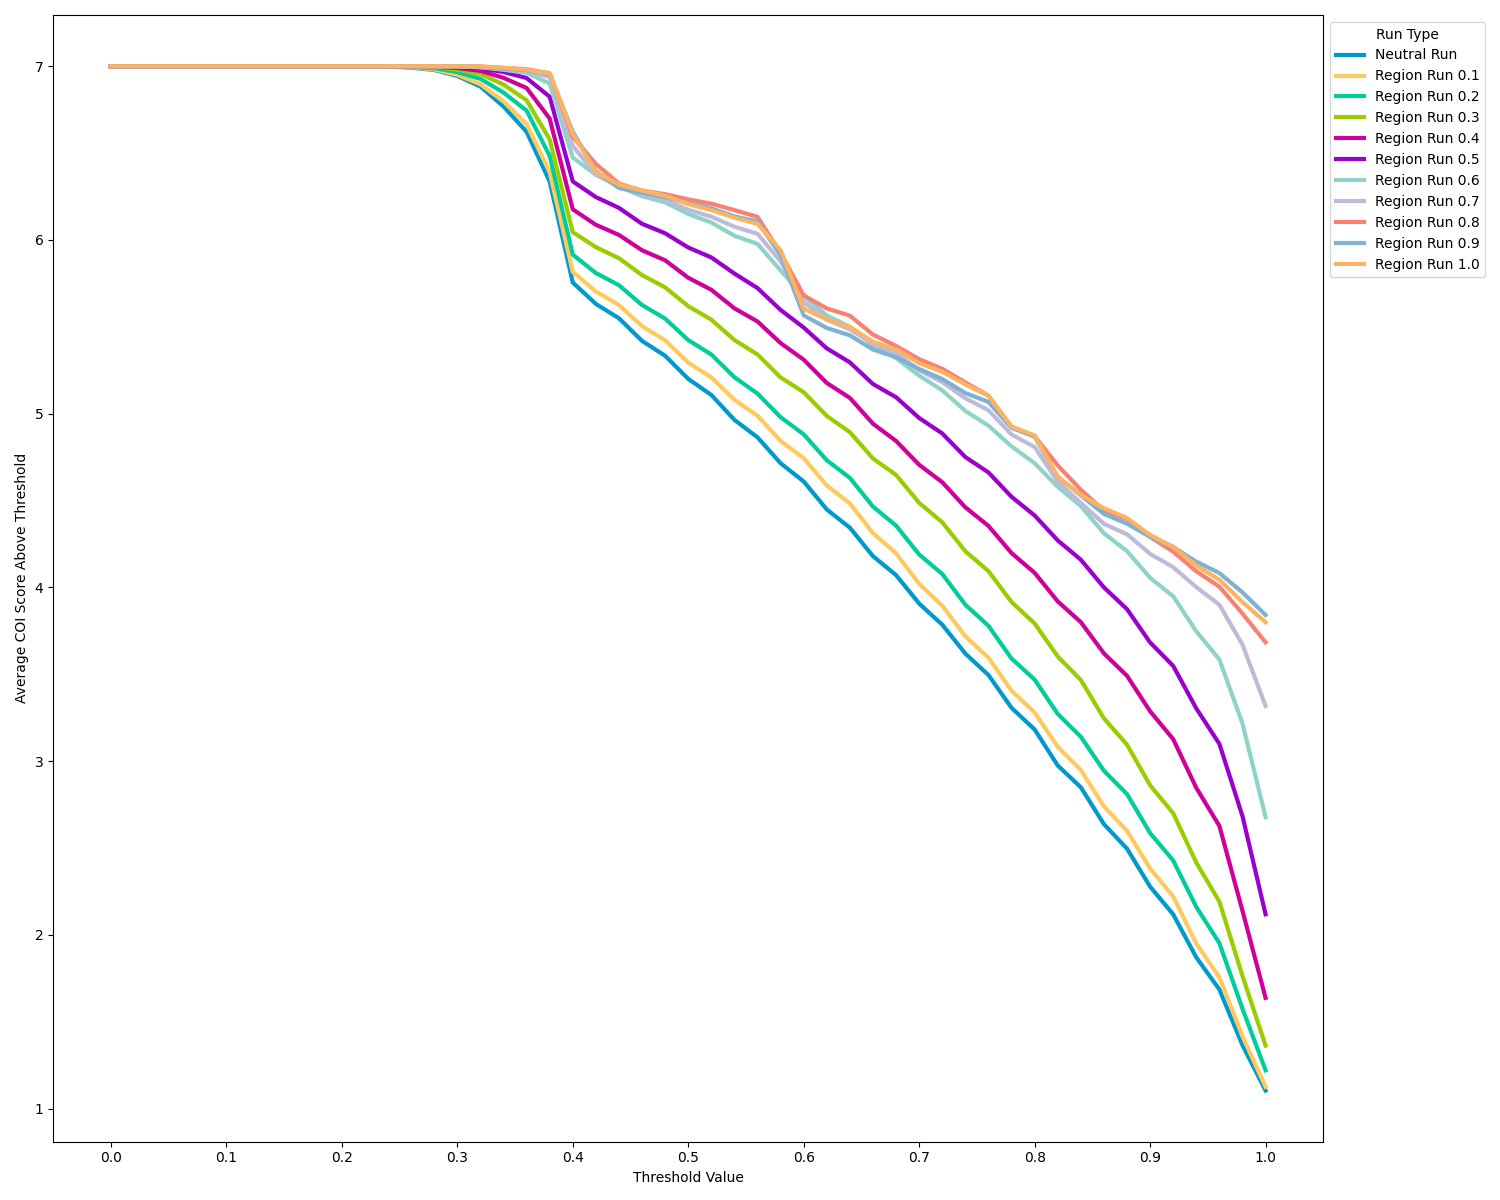 Run Type
Neutral Run
Region Run 0.1
Region Run 0.2
Region Run 0.3
Region Run 0.4
Region Run 0.5
Region Run 0.6
Region Run 0.7
Region Run 0.8
Region Run 0.9
Region Run 1.0
7
6
5
4
3
2
1
Average COI Score Above Threshold
0.0 0.1 0.2 0.3 0.4 0.5 0.6 0.7 0.8 0.9 1.0
Threshold Value